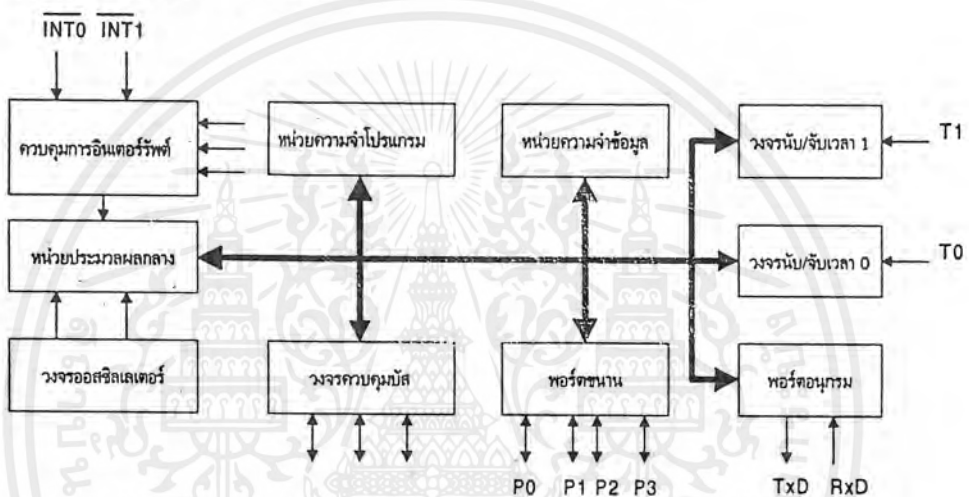 INT0 INT1
ควบคุมการอินเตอร์รัพต์
หน่วยความจำโปรแกรม
หน่วยความจำข้อมูล
วงจรนับ/จับเวลา 1
T1
หน่วยประมวลผลกลาง
วงจรนับ/จับเวลา 0
T0
วงจรออสซิลเลเตอร์
วงจรควบคุมบัส
พอร์ตขนาน
พอร์ตอนุกรม
P0 P1 P2 P3
TxD RxD